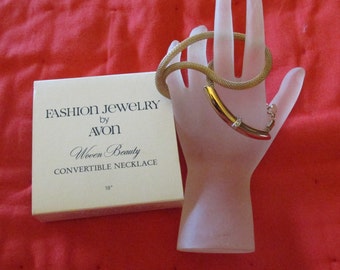 FASHION JEWELRY
by
AVON
Woven Beauty
CONVERTIBLE NECKLACE